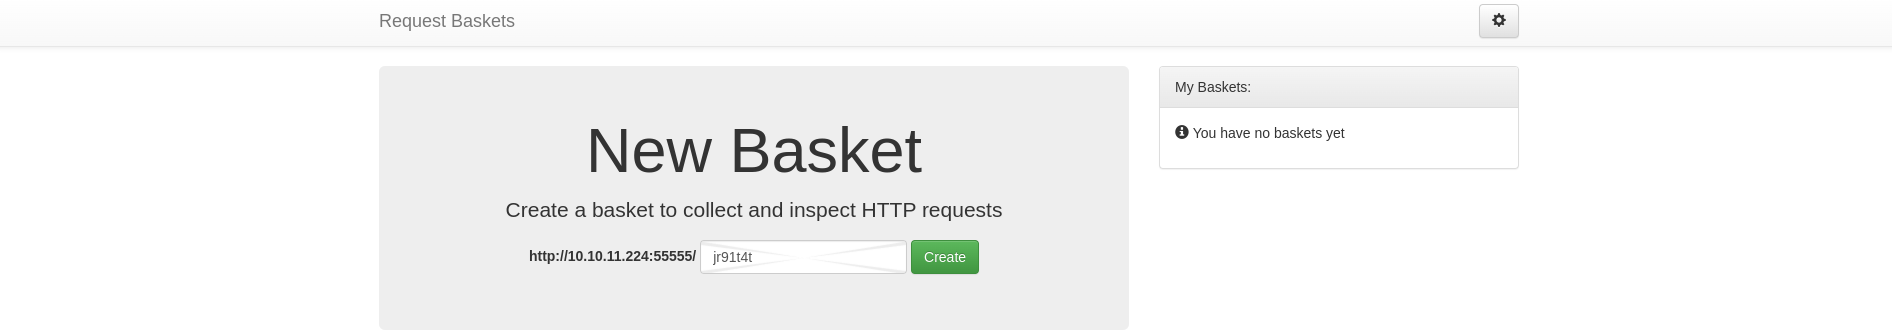 Request Baskets
New Basket
Create a basket to collect and inspect HTTP requests
http://10.10.11.224:55555/ jr91t4t Create
My Baskets:
You have no baskets yet